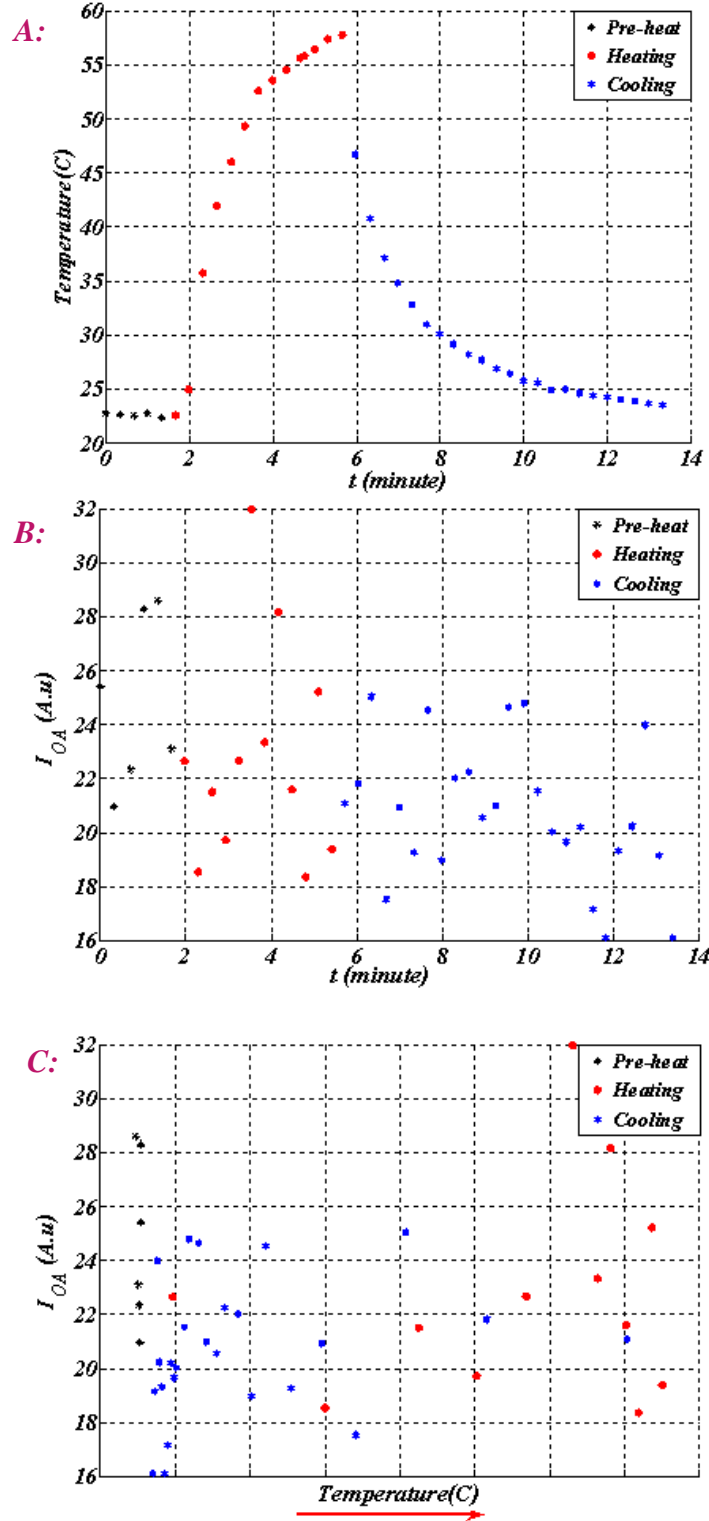 A:
60
55
50
45
40
35
30
25
20
Temperature(C)
Pre-heat
Heating
Cooling
0 2 4 6 8 10 12 14
t (minute)
B:
32
30
28
26
24
22
20
18
16
I_OA (A.u)
Pre-heat
Heating
Cooling
0 2 4 6 8 10 12 14
t (minute)
C:
32
30
28
26
24
22
20
18
16
I_OA (A.u)
Pre-heat
Heating
Cooling
Temperature(C)